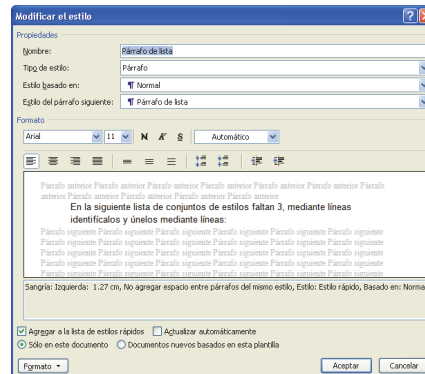 Modificar el estilo
Propiedades
Nombre: Párrafo de lista
Tipo de estilo: Párrafo
Estilo basado en: ¶ Normal
Estilo del párrafo siguiente: ¶ Párrafo de lista
Formato
Arial 11 N K S Automático
Párrafo anterior Párrafo anterior Párrafo anterior Párrafo anterior Párrafo anterior Párrafo anterior Párrafo
anterior Párrafo anterior Párrafo anterior Párrafo anterior Párrafo anterior
En la siguiente lista de conjuntos de estilos faltan 3, mediante líneas
identifícalos y únelos mediante líneas:
Párrafo siguiente Párrafo siguiente Párrafo siguiente Párrafo siguiente Párrafo siguiente Párrafo siguiente
Párrafo siguiente Párrafo siguiente Párrafo siguiente Párrafo siguiente Párrafo siguiente Párrafo siguiente
Párrafo siguiente Párrafo siguiente Párrafo siguiente Párrafo siguiente Párrafo siguiente Párrafo siguiente
Párrafo siguiente Párrafo siguiente Párrafo siguiente Párrafo siguiente Párrafo siguiente Párrafo siguiente
Párrafo siguiente Párrafo siguiente Párrafo siguiente Párrafo siguiente Párrafo siguiente Párrafo siguiente
Sangría: Izquierda: 1.27 cm, No agregar espacio entre párrafos del mismo estilo, Estilo: Estilo rápido, Basado en: Norma
Agregar a la lista de estilos rápidos Actualizar automáticamente
Sólo en este documento Documentos nuevos basados en esta plantilla
Formato Aceptar Cancelar